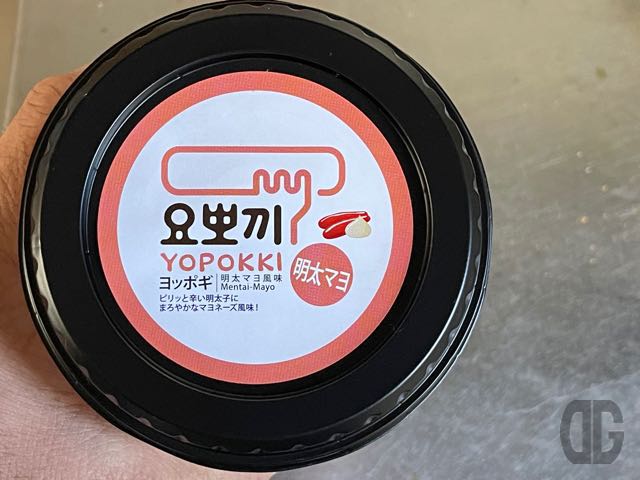 요뽀끼
YOPOKKI
ヨッポギ
明太マヨ風味
Mentai-Mayo
ピリッと辛い明太子に
まろやかなマヨネーズ風味!
明太マヨ
DG